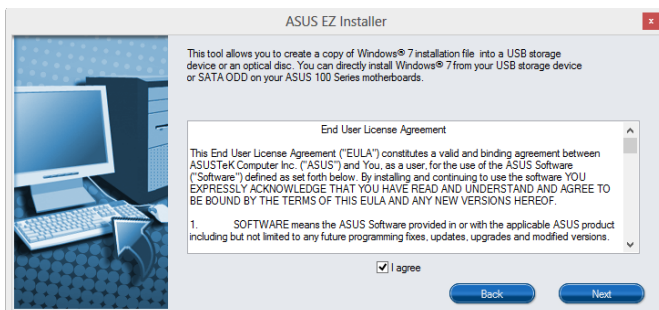 ASUS EZ Installer
x
This tool allows you to create a copy of Windows® 7 installation file into a USB storage
device or an optical disc. You can directly install Windows® 7 from your USB storage device
or SATA ODD on your ASUS 100 Series motherboards.
End User License Agreement
This End User License Agreement ("EULA") constitutes a valid and binding agreement between
ASUSTeK Computer Inc. ("ASUS") and You, as a user, for the use of the ASUS Software
("Software") defined as set forth below. By installing and continuing to use the software YOU
EXPRESSLY ACKNOWLEDGE THAT YOU HAVE READ AND UNDERSTAND AND AGREE TO
BE BOUND BY THE TERMS OF THIS EULA AND ANY NEW VERSIONS HEREOF.
1. SOFTWARE means the ASUS Software provided in or with the applicable ASUS product
including but not limited to any future programming fixes, updates, upgrades and modified versions.
I agree
Back Next